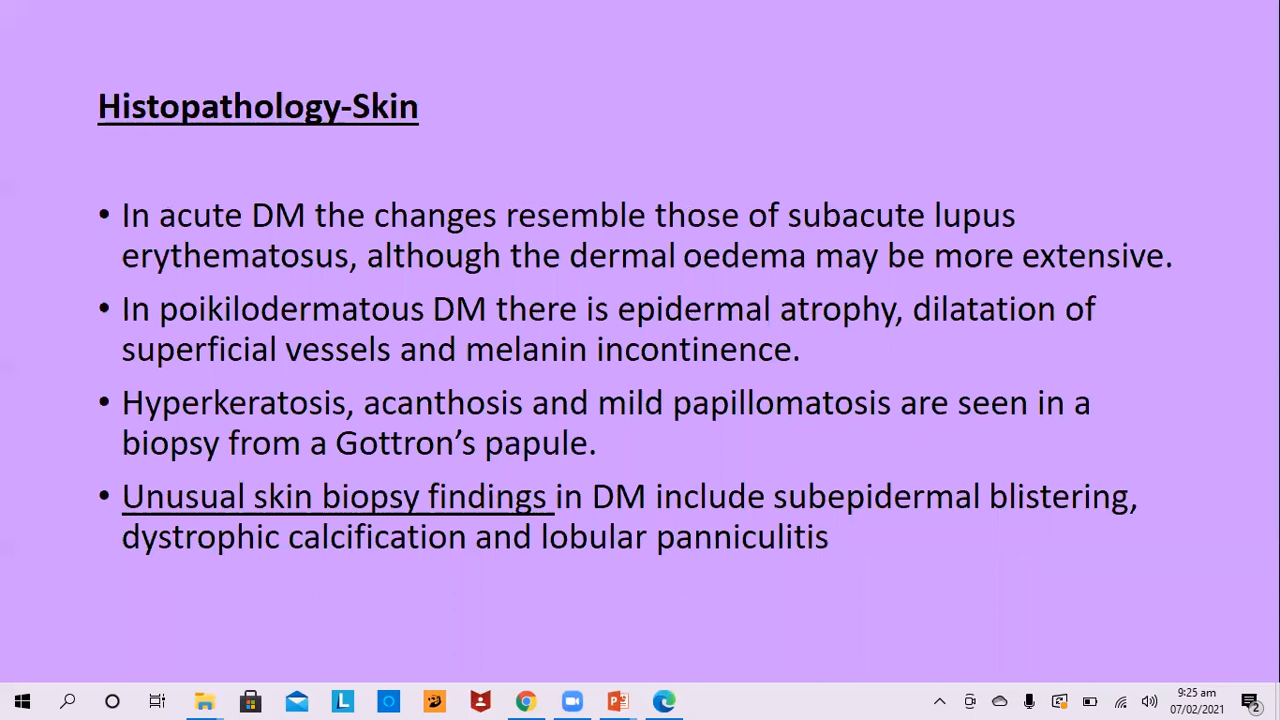 Histopathology-Skin
• In acute DM the changes resemble those of subacute lupus
erythematosus, although the dermal oedema may be more extensive.
• In poikilodermatous DM there is epidermal atrophy, dilatation of
superficial vessels and melanin incontinence.
• Hyperkeratosis, acanthosis and mild papillomatosis are seen in a
biopsy from a Gottron’s papule.
• Unusual skin biopsy findings in DM include subepidermal blistering,
dystrophic calcification and lobular panniculitis
L
9:25 am
07/02/2021
2